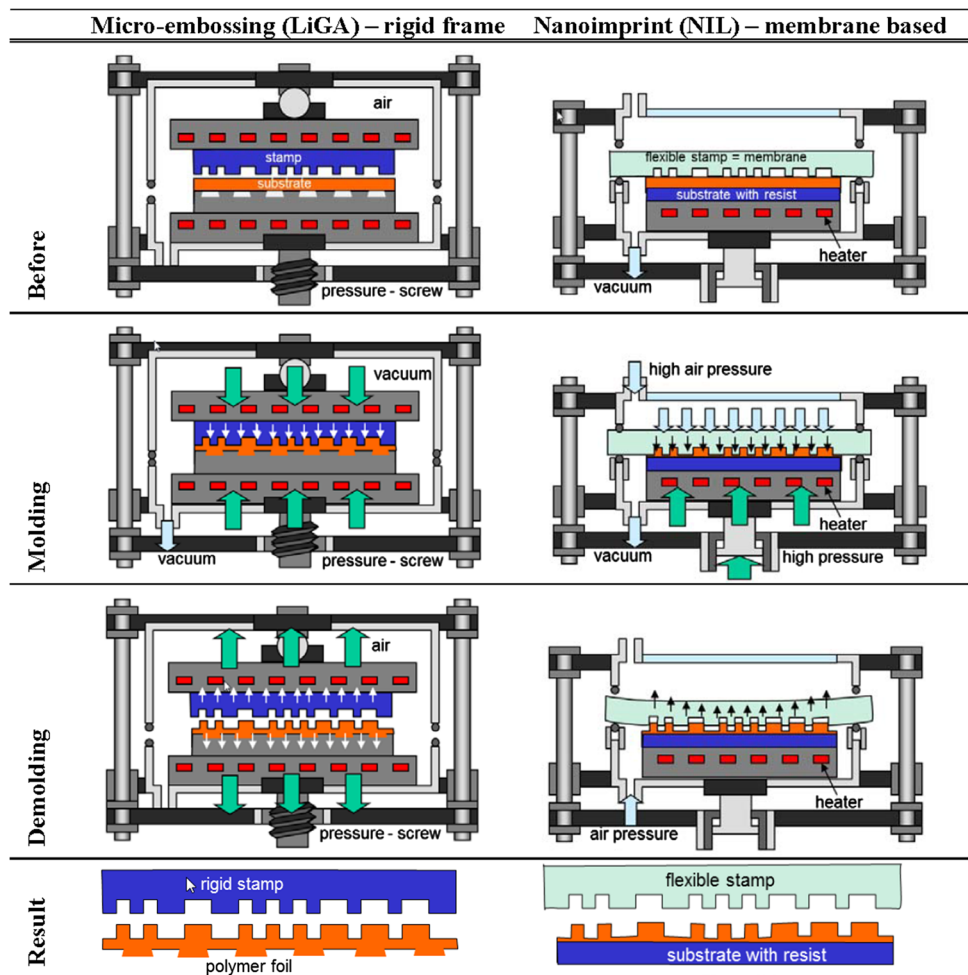 Micro-embossing (LiGA) – rigid frame
Nanoimprint (NIL) – membrane based
Before
air
stamp
substrate
pressure - screw
flexible stamp = membrane
substrate with resist
heater
vacuum
Molding
vacuum
vacuum
pressure - screw
high air pressure
heater
vacuum
high pressure
Demolding
air
pressure - screw
heater
air pressure
Result
rigid stamp
polymer foil
flexible stamp
substrate with resist